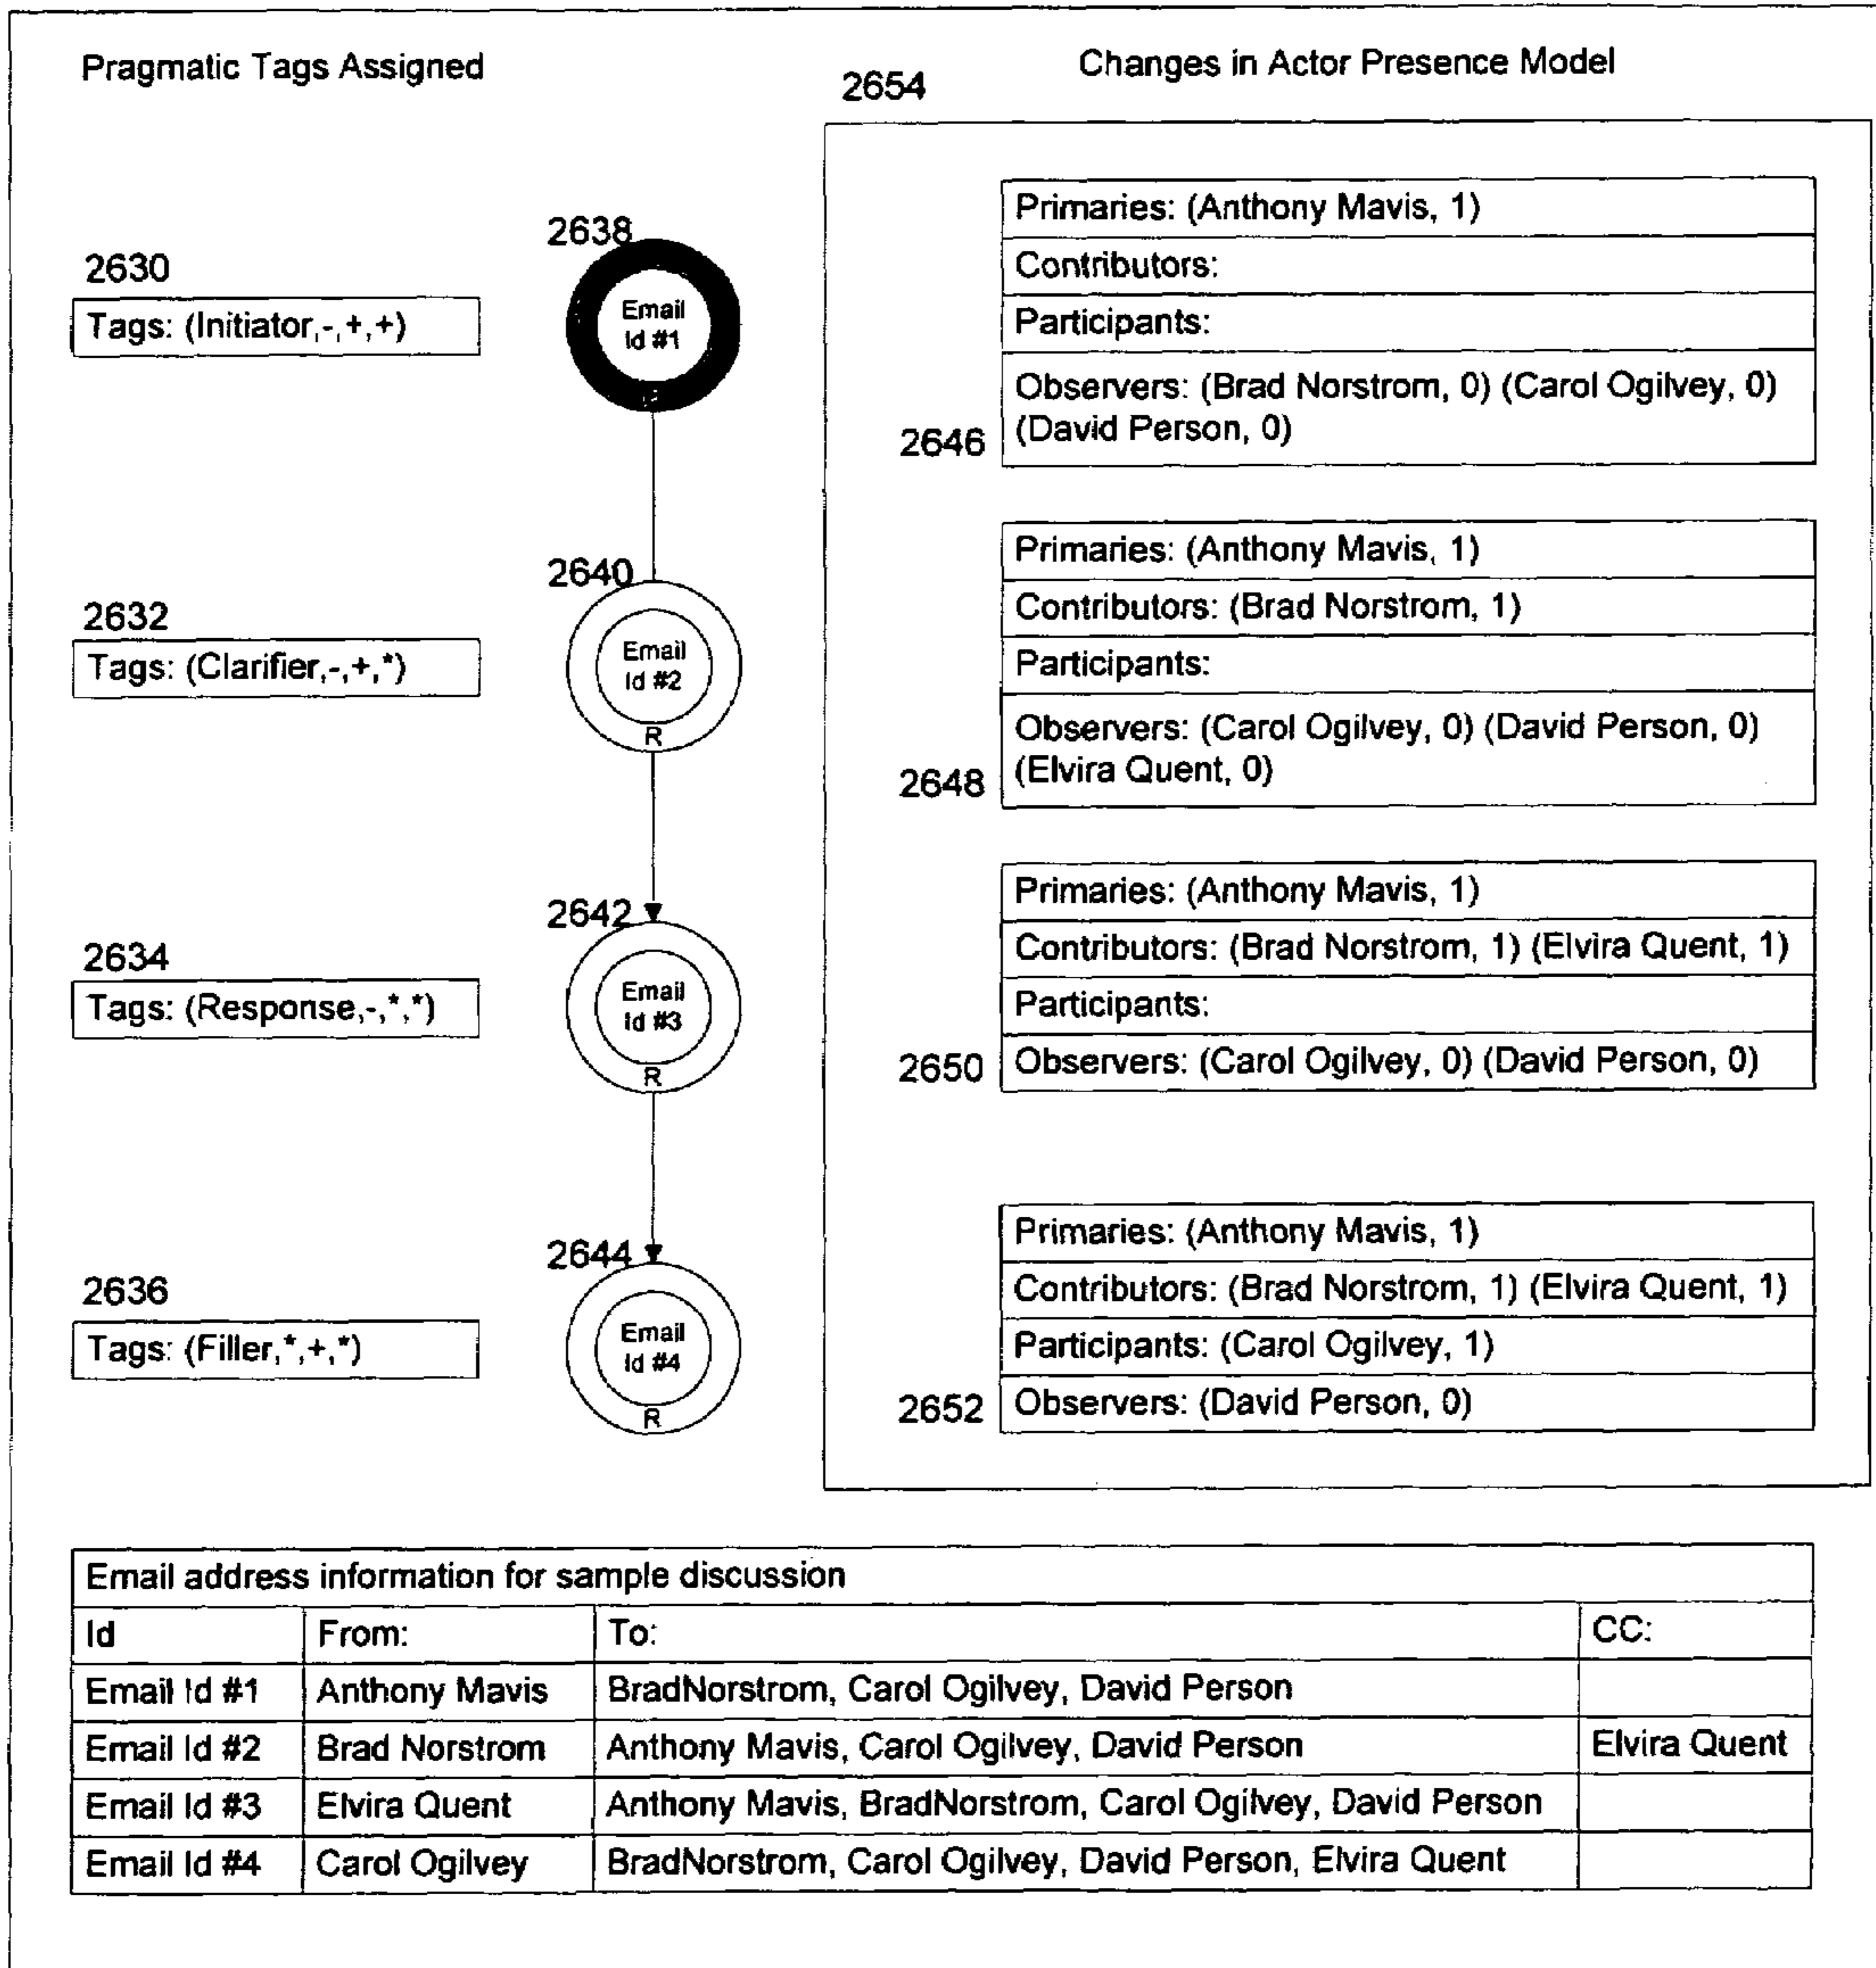 Pragmatic Tags Assigned
2654
Changes in Actor Presence Model
2630
Tags: (Initiator,-,+,+)
2638
Email
Id #1
Primaries: (Anthony Mavis, 1)
Contributors:
Participants:
Observers: (Brad Norstrom, 0) (Carol Ogilvey, 0)
(David Person, 0)
2646
2632
Tags: (Clarifier,-,+,*)
2640
Email
Id #2
R
Primaries: (Anthony Mavis, 1)
Contributors: (Brad Norstrom, 1)
Participants:
Observers: (Carol Ogilvey, 0) (David Person, 0)
(Elvira Quent, 0)
2648
2634
Tags: (Response,-,*,*)
2642
Email
Id #3
R
Primaries: (Anthony Mavis, 1)
Contributors: (Brad Norstrom, 1) (Elvira Quent, 1)
Participants:
2650
Observers: (Carol Ogilvey, 0) (David Person, 0)
2636
Tags: (Filler,*,+,*)
2644
Email
Id #4
R
Primaries: (Anthony Mavis, 1)
Contributors: (Brad Norstrom, 1) (Elvira Quent, 1)
Participants: (Carol Ogilvey, 1)
2652
Observers: (David Person, 0)
Email address information for sample discussion
Id From: To: CC:
Email Id #1 Anthony Mavis BradNorstrom, Carol Ogilvey, David Person
Email Id #2 Brad Norstrom Anthony Mavis, Carol Ogilvey, David Person Elvira Quent
Email Id #3 Elvira Quent Anthony Mavis, BradNorstrom, Carol Ogilvey, David Person
Email Id #4 Carol Ogilvey BradNorstrom, Carol Ogilvey, David Person, Elvira Quent